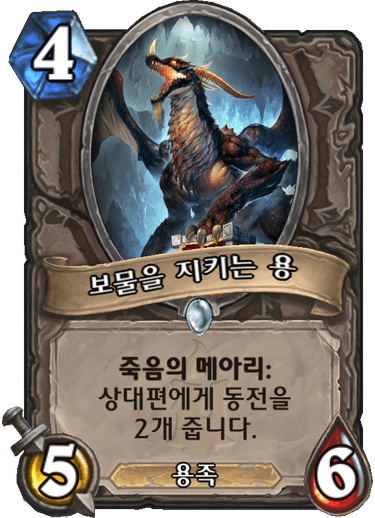 4
보물을 지키는 용
죽음의 메아리:
상대편에게 동전을
2개 줍니다.
5
용족
6